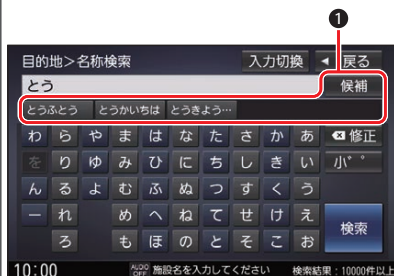 ❶
目的地>名称検索 入力切換 ◀ 戻る
とう 候補
とうふとう とうかいちは とうきよう…
わ ら や ま は な た さ か あ 修正
を り ゆ み ひ に ち し き い 小゛゜
ん る よ む ふ ぬ つ す く う
ー れ め へ ね て せ け え 検索
ろ も ほ の と そ こ お
10:00 AUDIO OFF 施設名を入力してください 検索結果：10000件以上